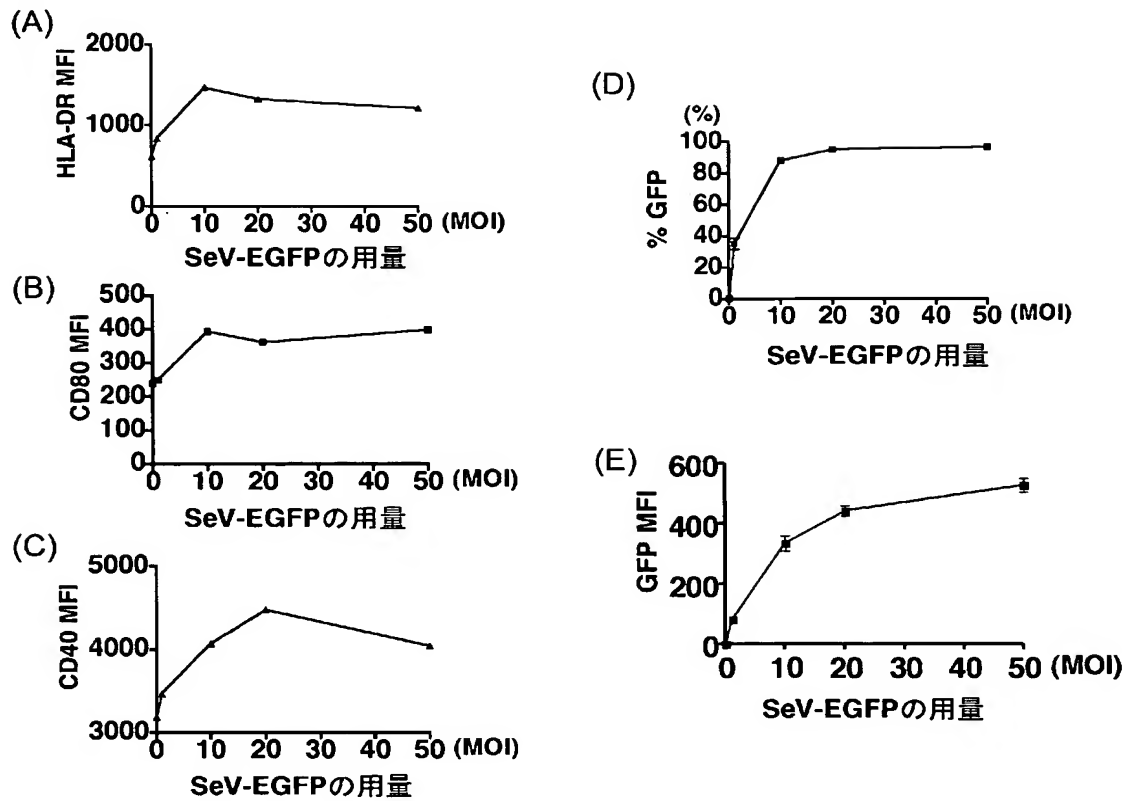 (A)
HLA-DR MFI
2000
1000
0
0 10 20 30 40 50 (MOI)
SeV-EGFPの用量
(B)
CD80 MFI
500
400
300
200
100
0
0 10 20 30 40 50 (MOI)
SeV-EGFPの用量
(C)
CD40 MFI
5000
4000
3000
0 10 20 30 40 50 (MOI)
SeV-EGFPの用量
(D)
(%)
% GFP
100
80
60
40
20
0
0 10 20 30 40 50 (MOI)
SeV-EGFPの用量
(E)
GFP MFI
600
400
200
0
0 10 20 30 40 50 (MOI)
SeV-EGFPの用量